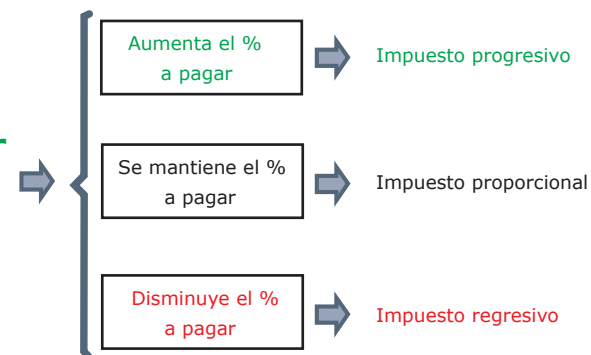 Aumenta el %
a pagar
Impuesto progresivo
Se mantiene el %
a pagar
Impuesto proporcional
Disminuye el %
a pagar
Impuesto regresivo